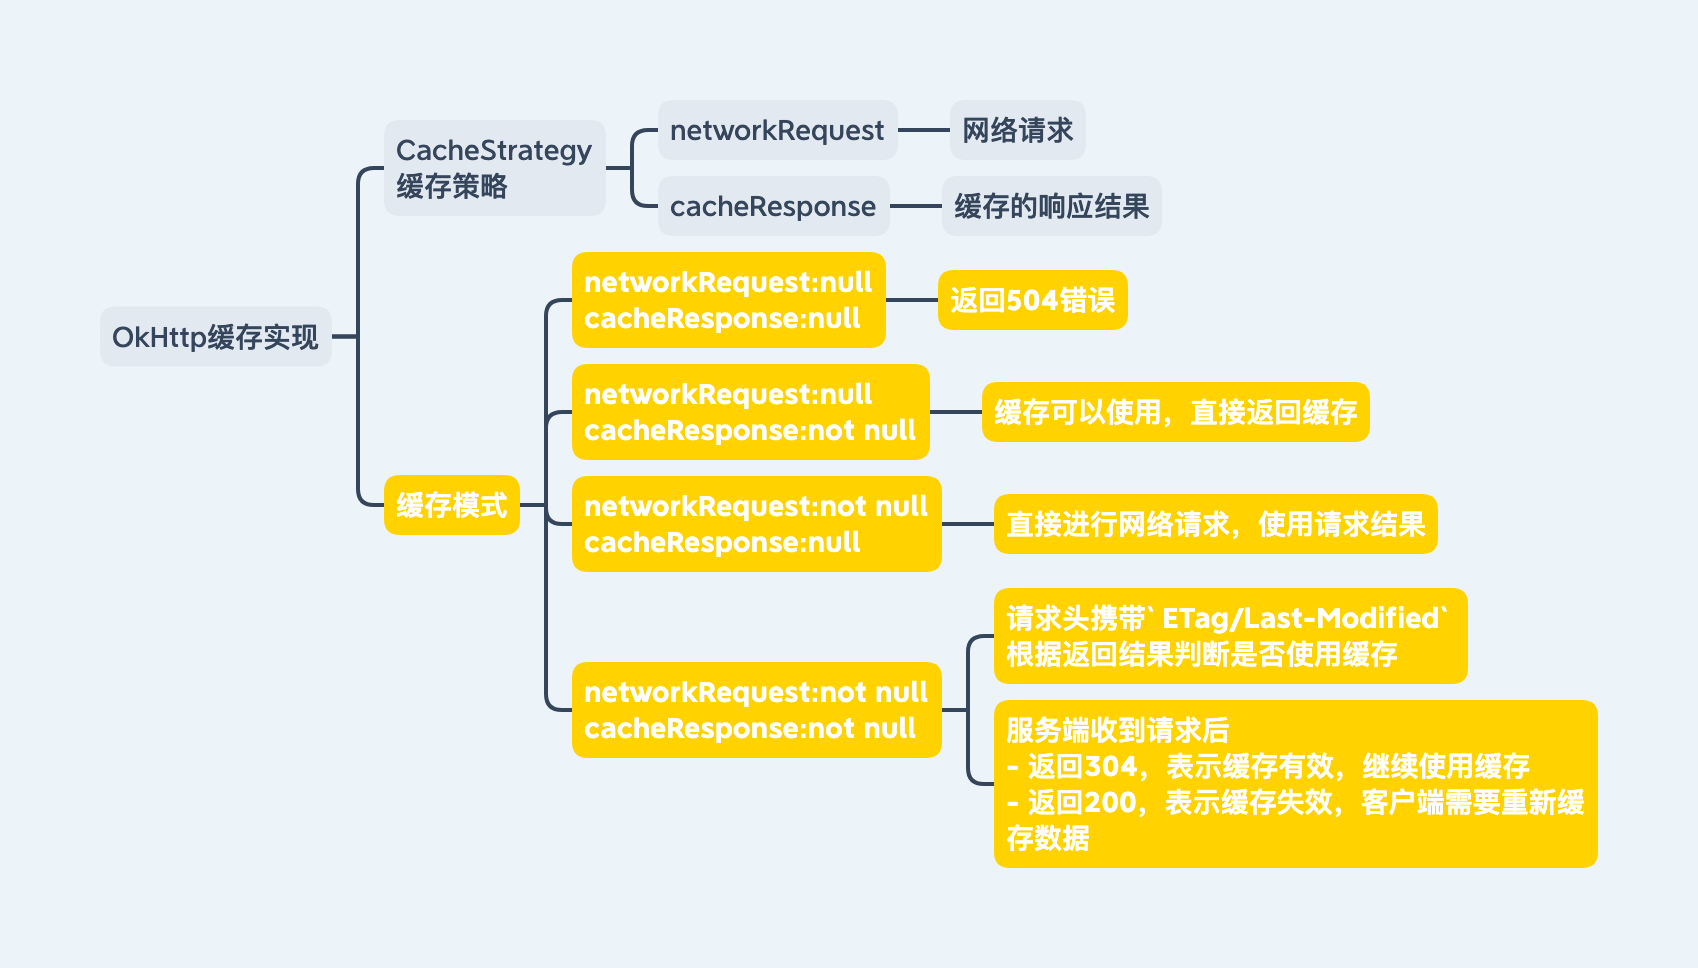 OkHttp缓存实现
CacheStrategy
缓存策略
networkRequest
网络请求
cacheResponse
缓存的响应结果
缓存模式
networkRequest:null
cacheResponse:null
返回504错误
networkRequest:null
cacheResponse:not null
缓存可以使用，直接返回缓存
networkRequest:not null
cacheResponse:null
直接进行网络请求，使用请求结果
networkRequest:not null
cacheResponse:not null
请求头携带` ETag/Last-Modified`
根据返回结果判断是否使用缓存
服务端收到请求后
- 返回304，表示缓存有效，继续使用缓存
- 返回200，表示缓存失效，客户端需要重新缓
存数据